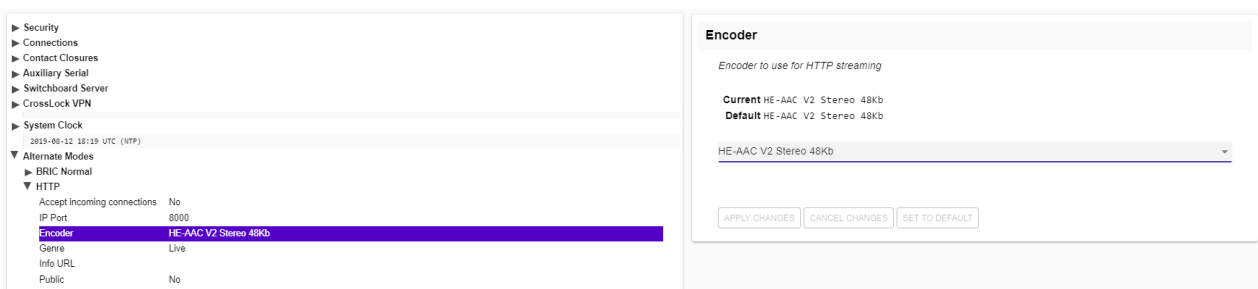 Security
Connections
Contact Closures
Auxiliary Serial
Switchboard Server
CrossLock VPN
System Clock
2019-08-12 18:19 UTC (NTP)
Alternate Modes
BRIC Normal
HTTP
Accept incoming connections No
IP Port 8000
Encoder HE-AAC V2 Stereo 48Kb
Genre Live
Info URL
Public No
Encoder
Encoder to use for HTTP streaming
Current HE-AAC V2 Stereo 48Kb
Default HE-AAC V2 Stereo 48Kb
HE-AAC V2 Stereo 48Kb
APPLY CHANGES CANCEL CHANGES SET TO DEFAULT